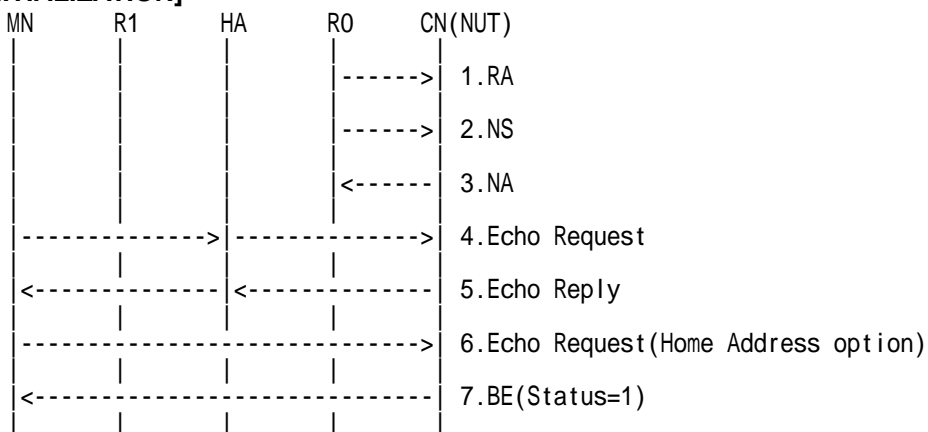 MN R1 HA R0 CN(NUT)
1.RA
2.NS
3.NA
4.Echo Request
5.Echo Reply
6.Echo Request(Home Address option)
7.BE(Status=1)